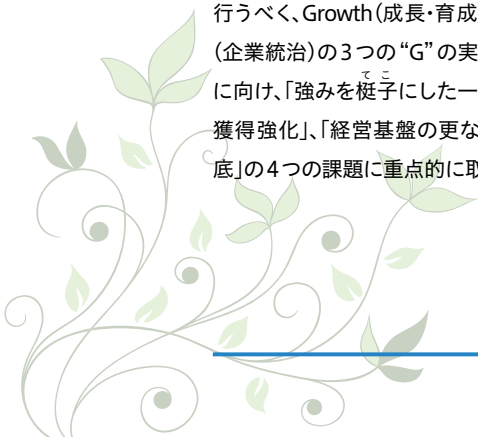 行うべく、Growth（成長・育成）
（企業統治）の3つの“G”の実
に向け、「強みを梃子にした一
獲得強化」、「経営基盤の更な
底」の4つの課題に重点的に取